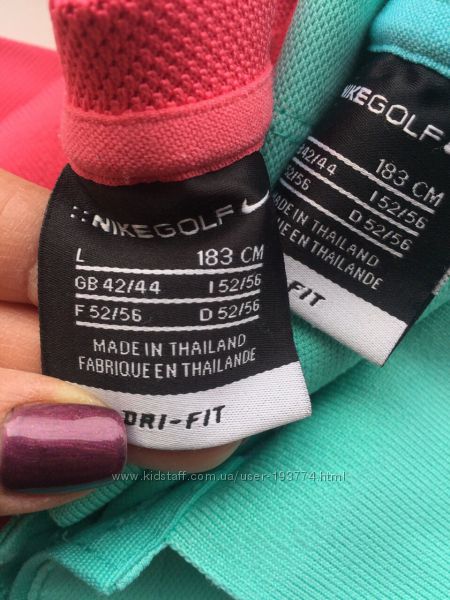 NIKEGOLF
L 183 CM
GB 42/44 I 52/56
F 52/56 D 52/56
MADE IN THAILAND
FABRIQUE EN THAILANDE
DRI-FIT
NIKEGOLF
42/44 183 CM
52/56 I 52/56
D 52/56
MADE IN THAILAND
EN THAILANDE
-FIT
www.kidstaff.com.ua/user-193774.html